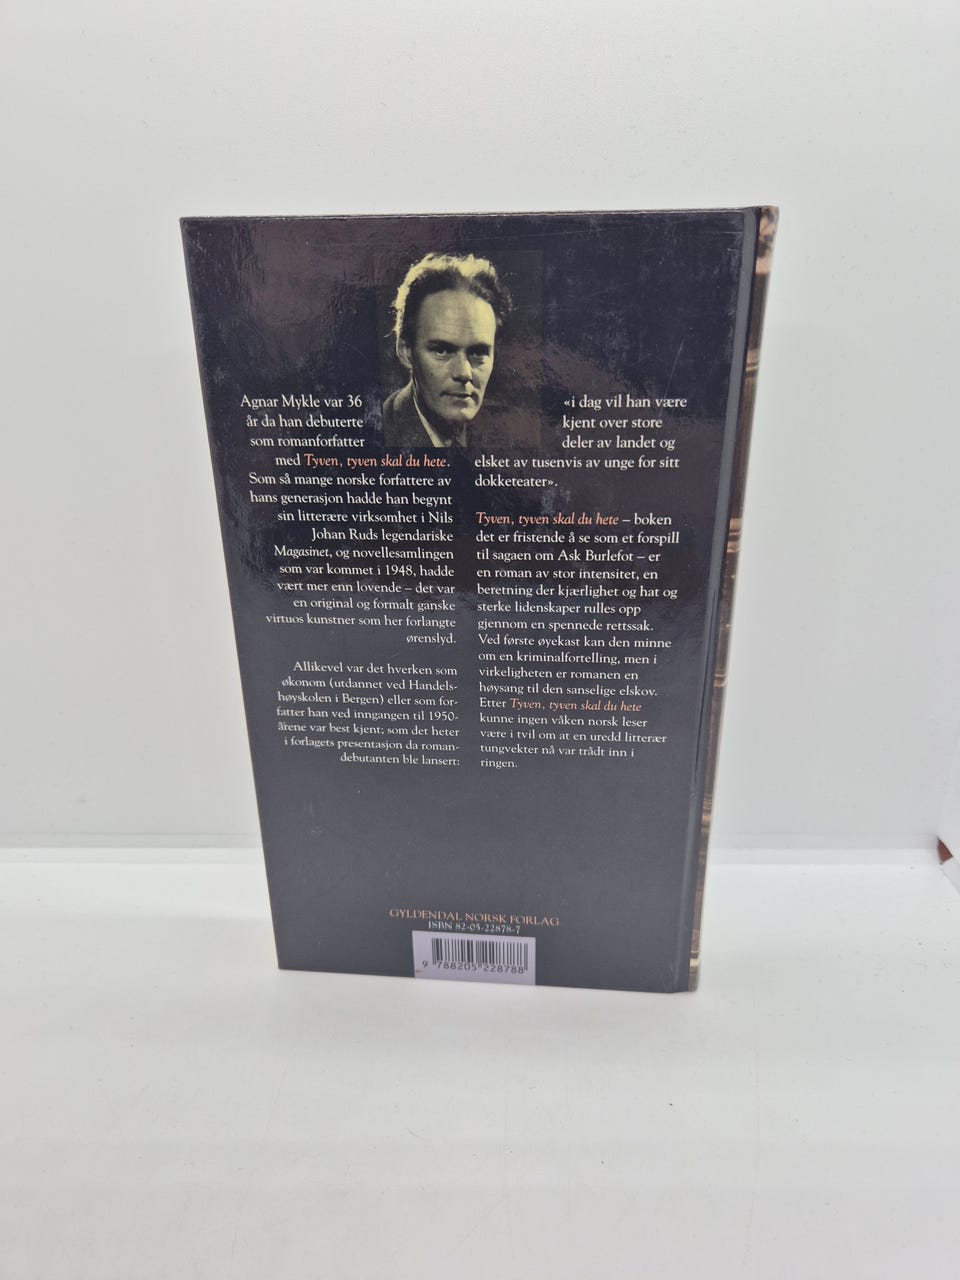 Agnar Mykle var 36
år da han debuterte
som romanforfatter
med Tyven, tyven skal du hete.
Som så mange norske forfattere av
hans generasjon hadde han begynt
sin litterære virksomhet i Nils
Johan Ruds legendariske
Magasinet, og novellesamlingen
som var kommet i 1948, hadde
vært mer enn lovende – det var
en original og formalt ganske
virtuos kunstner som her forlangte
ørenslyd.
Allikevel var det hverken som
økonom (utdannet ved Handels-
høyskolen i Bergen) eller som for-
fatter han ved inngangen til 1950-
årene var best kjent; som det heter
i forlagets presentasjon da roman-
debutanten ble lansert:
«i dag vil han være
kjent over store
deler av landet og
elsket av tusenvis av unge for sitt
dokketeater».
Tyven, tyven skal du hete – boken
det er fristende å se som et forspill
til sagaen om Ask Burlefot – er
en roman av stor intensitet, en
beretning der kjærlighet og hat og
sterke lidenskaper rulles opp
gjennom en spennede rettssak.
Ved første øyekast kan den minne
om en kriminalfortelling, men i
virkeligheten er romanen en
høysang til den sanselige elskov.
Etter Tyven, tyven skal du hete
kunne ingen våken norsk leser
være i tvil om at en uredd litterær
tungvekter nå var trådt inn i
ringen.
GYLDENDAL NORSK FORLAG
ISBN 82-05-22878-7
9 788205 228788